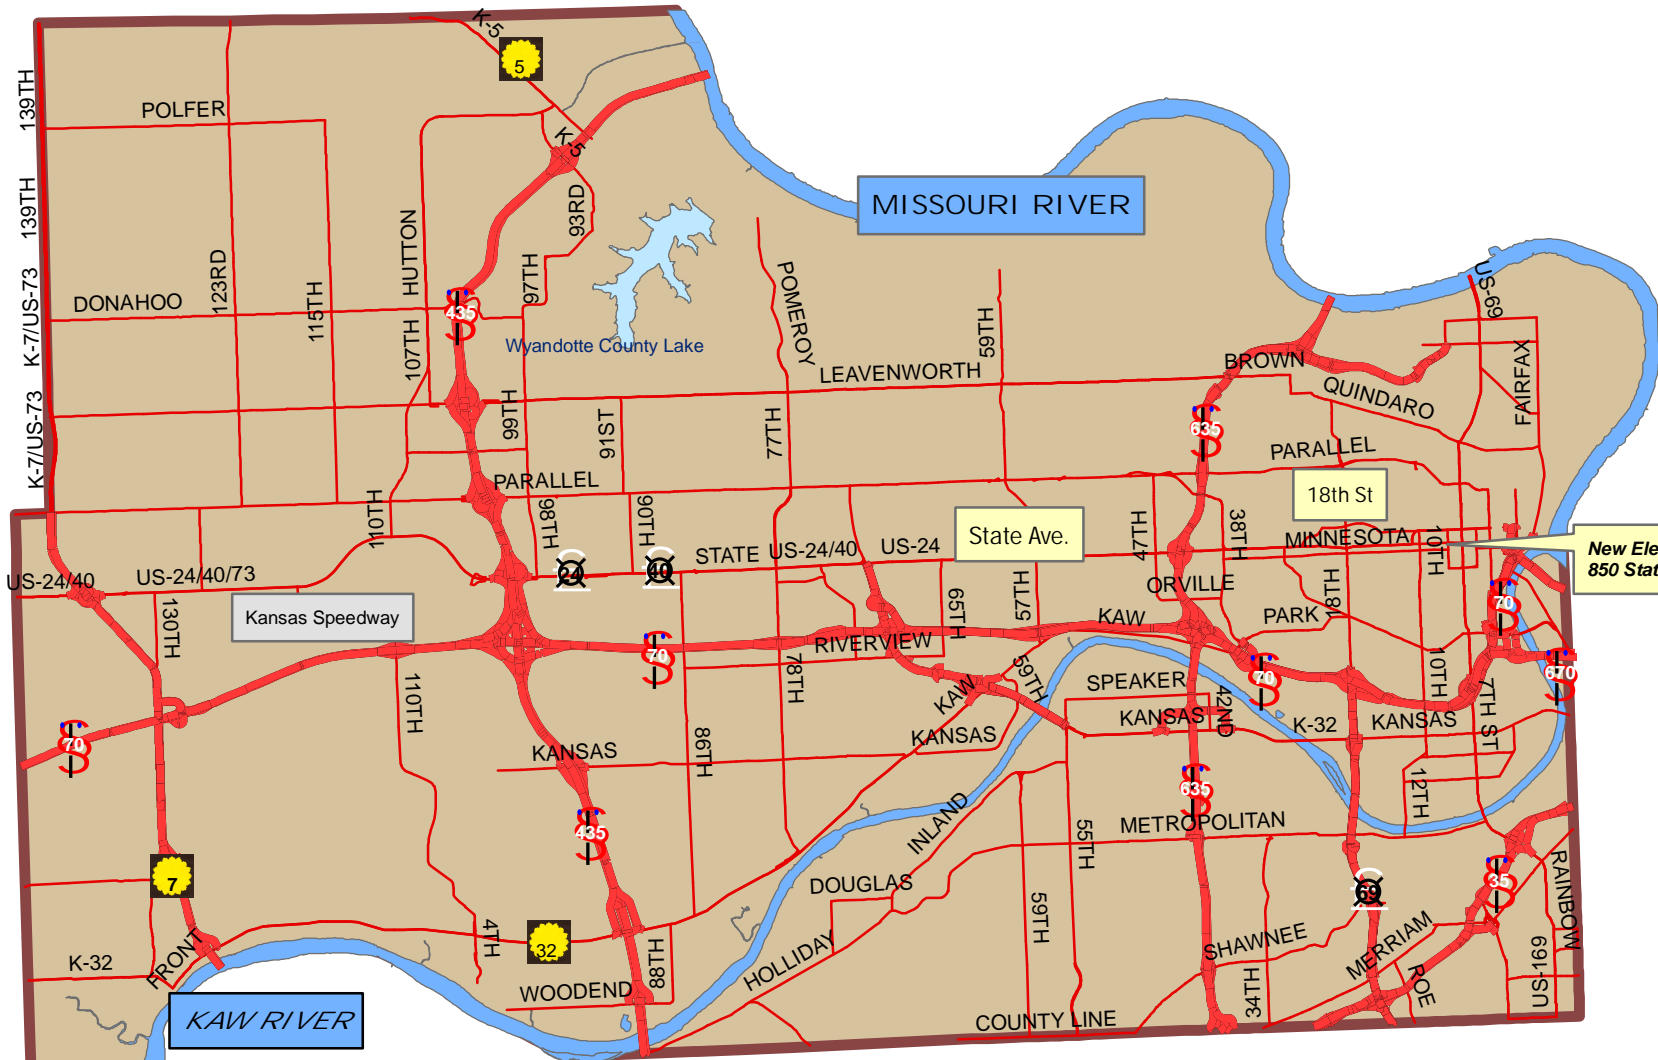 K-5
5
139TH
POLFER
K-5
MISSOURI RIVER
139TH
93RD
HUTTON
123RD
97TH
POMEROY
US-69
K-7/US-73
DONAHOO
115TH
435
107TH
Wyandotte County Lake
59TH
BROWN
LEAVENWORTH
QUINDARO
FAIRFAX
K-7/US-73
99TH
91ST
77TH
635
PARALLEL
PARALLEL
18th St
110TH
98TH
90TH
State Ave.
47TH
38TH
MINNESOTA
10TH
New Ele
850 Stat
US-24/40
US-24/40/73
24
40
STATE
US-24/40
US-24
ORVILLE
57TH
65TH
18TH
70
Kansas Speedway
130TH
KAW
PARK
RIVERVIEW
70
78TH
59TH
10TH
70
670
110TH
KAW
SPEAKER
42ND
KANSAS
K-32
KANSAS
7TH ST
70
KANSAS
86TH
KANSAS
635
12TH
435
INLAND
55TH
METROPOLITAN
7
DOUGLAS
69
35
RAINBOW
4TH
32
59TH
SHAWNEE
MERRIAM
K-32
FRONT
88TH
HOLLIDAY
34TH
ROE
US-169
WOODEND
KAW RIVER
COUNTY LINE